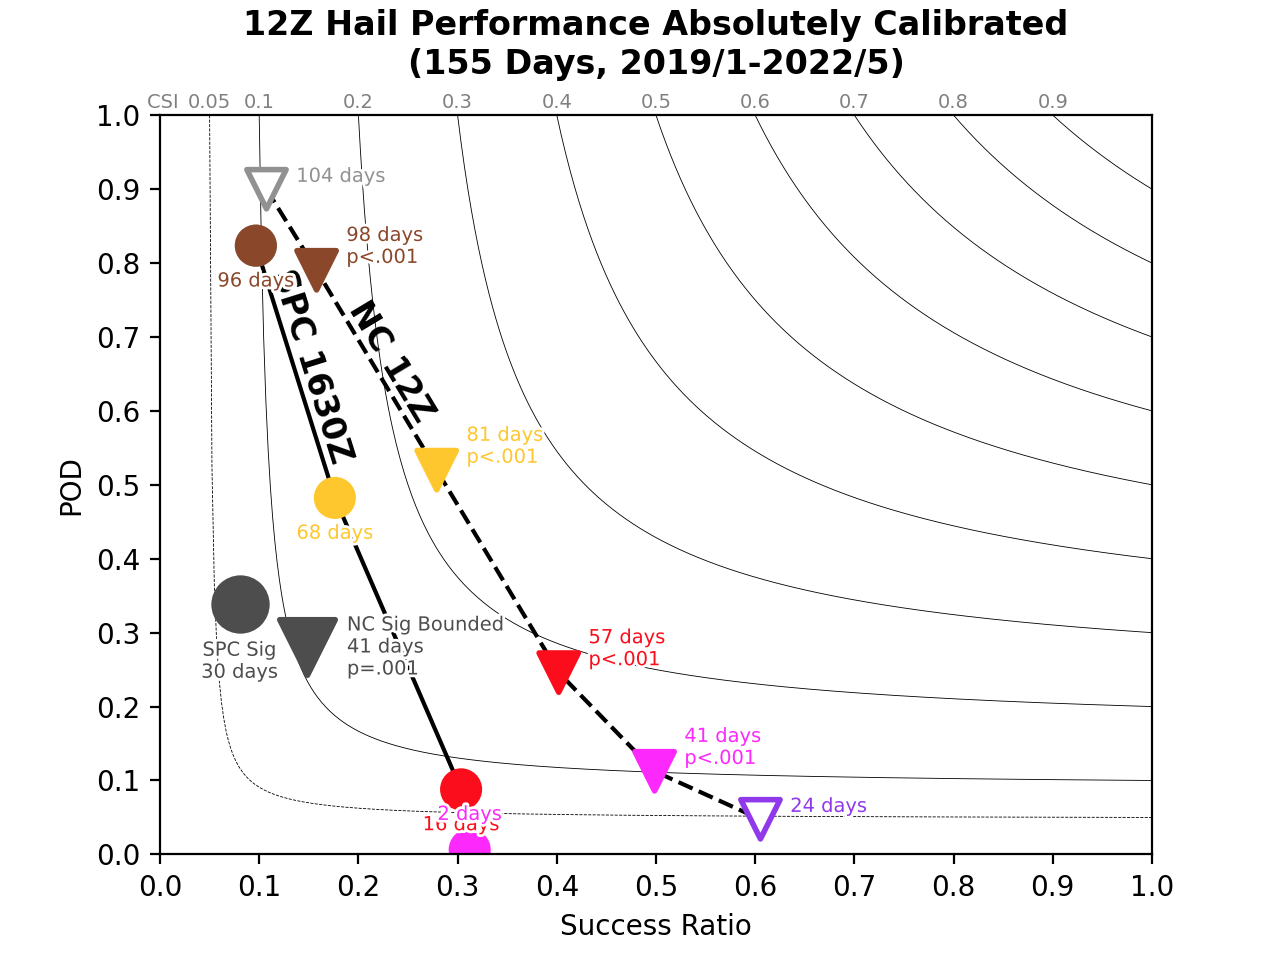 12Z Hail Performance Absolutely Calibrated
(155 Days, 2019/1-2022/5)
CSI 0.05 0.1 0.2 0.3 0.4 0.5 0.6 0.7 0.8 0.9
1.0
0.9
0.8
0.7
0.6
0.5
0.4
0.3
0.2
0.1
0.0
POD
104 days
98 days
p<.001
96 days
SPC 1630Z
NC 12Z
81 days
p<.001
68 days
NC Sig Bounded
41 days
p=.001
SPC Sig
30 days
57 days
p<.001
41 days
p<.001
24 days
2 days
16 days
0.0 0.1 0.2 0.3 0.4 0.5 0.6 0.7 0.8 0.9 1.0
Success Ratio